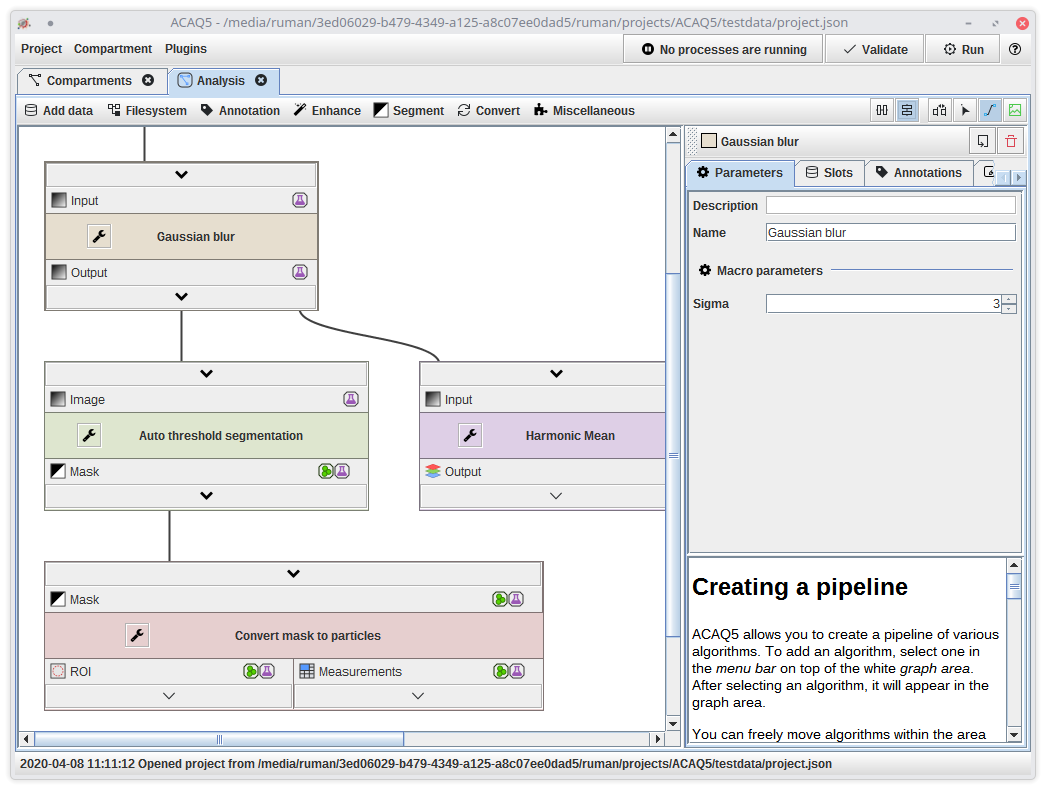 ACAQ5 - /media/ruman/3ed06029-b479-4349-a125-a8c07ee0dad5/ruman/projects/ACAQ5/testdata/project.json
Project Compartment Plugins No processes are running Validate Run
Compartments Analysis
Add data Filesystem Annotation Enhance Segment Convert Miscellaneous
Input
Gaussian blur
Output
Image
Auto threshold segmentation
Mask
Input
Harmonic Mean
Output
Mask
Convert mask to particles
ROI Measurements
Gaussian blur
Parameters Slots Annotations
Description
Name Gaussian blur
Macro parameters
Sigma 3
Creating a pipeline
ACAQ5 allows you to create a pipeline of various
algorithms. To add an algorithm, select one in
the menu bar on top of the white graph area.
After selecting an algorithm, it will appear in the
graph area.
You can freely move algorithms within the area
2020-04-08 11:11:12 Opened project from /media/ruman/3ed06029-b479-4349-a125-a8c07ee0dad5/ruman/projects/ACAQ5/testdata/project.json